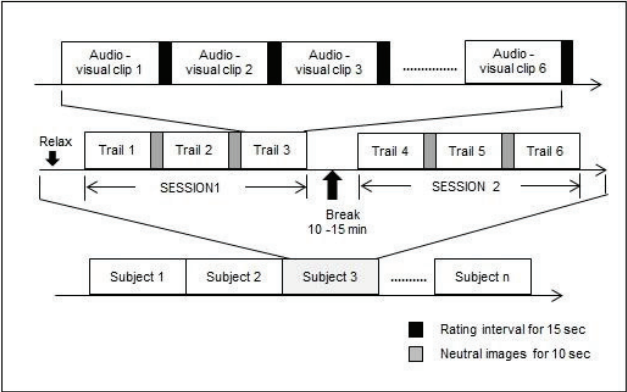 Audio -
visual clip 1
Audio -
visual clip 2
Audio -
visual clip 3
...............
Audio -
visual clip 6
Relax
Trail 1
Trail 2
Trail 3
Trail 4
Trail 5
Trail 6
SESSION1
SESSION 2
Break
10 -15 min
Subject 1
Subject 2
Subject 3
..........
Subject n
Rating interval for 15 sec
Neutral images for 10 sec